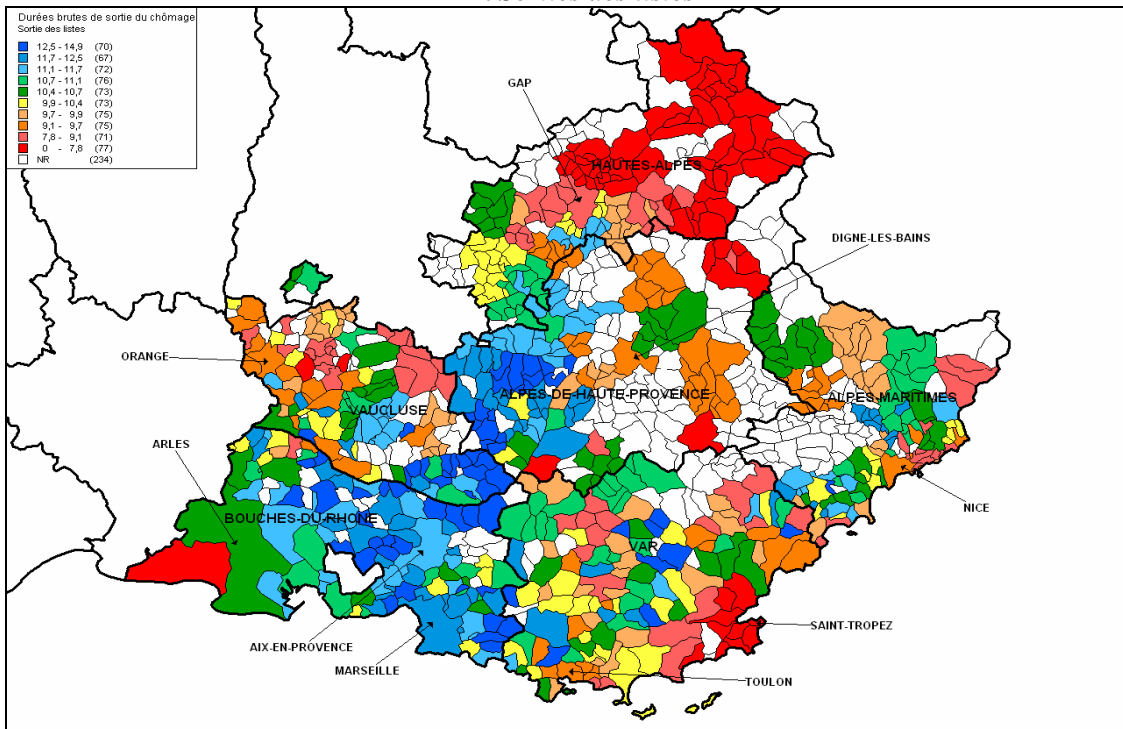 Durées brutes de sortie du chômage
Sortie des listes
12,5 - 14,9 (70)
11,7 - 12,5 (67)
11,1 - 11,7 (72)
10,7 - 11,1 (76)
10,4 - 10,7 (73)
9,9 - 10,4 (73)
9,7 - 9,9 (75)
9,1 - 9,7 (75)
7,8 - 9,1 (71)
0 - 7,8 (77)
NR (234)
GAP
HAUTES-ALPES
DIGNE-LES-BAINS
ORANGE
ALPES-DE-HAUTE-PROVENCE
ALPES-MARITIMES
VAUCLUSE
ARLES
NICE
BOUCHES-DU-RHONE
VAR
SAINT-TROPEZ
AIX-EN-PROVENCE
MARSEILLE
TOULON